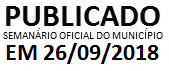 PUBLICADO
SEMANÁRIO OFICIAL DO MUNICÍPIO
EM 26/09/2018